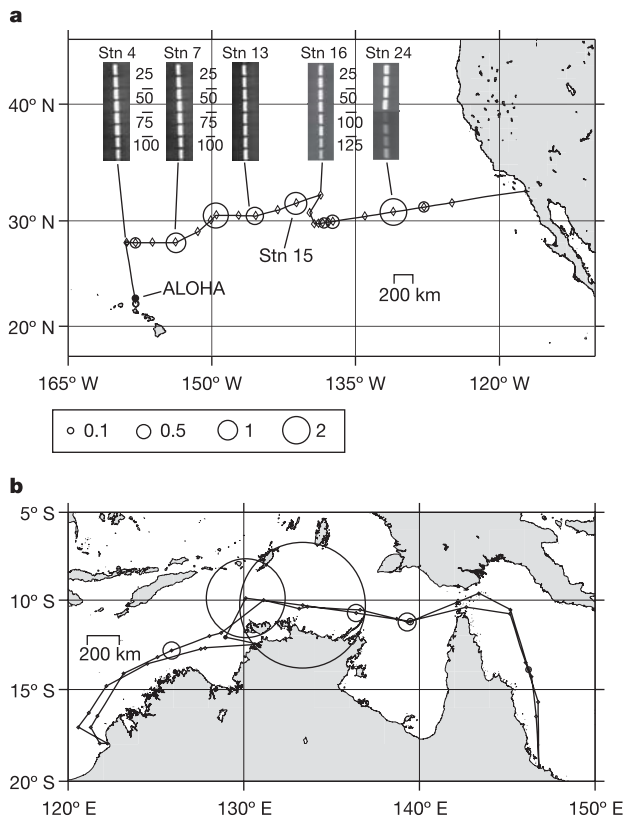 a
Stn 4 Stn 7 Stn 13 Stn 16 Stn 24
25 25 25
50 50 50
75 75 100
100 100 125
40° N
30° N
20° N
Stn 15
ALOHA
200 km
165° W 150° W 135° W 120° W
0.1 0.5 1 2
b
5° S
10° S
15° S
20° S
200 km
120° E 130° E 140° E 150° E